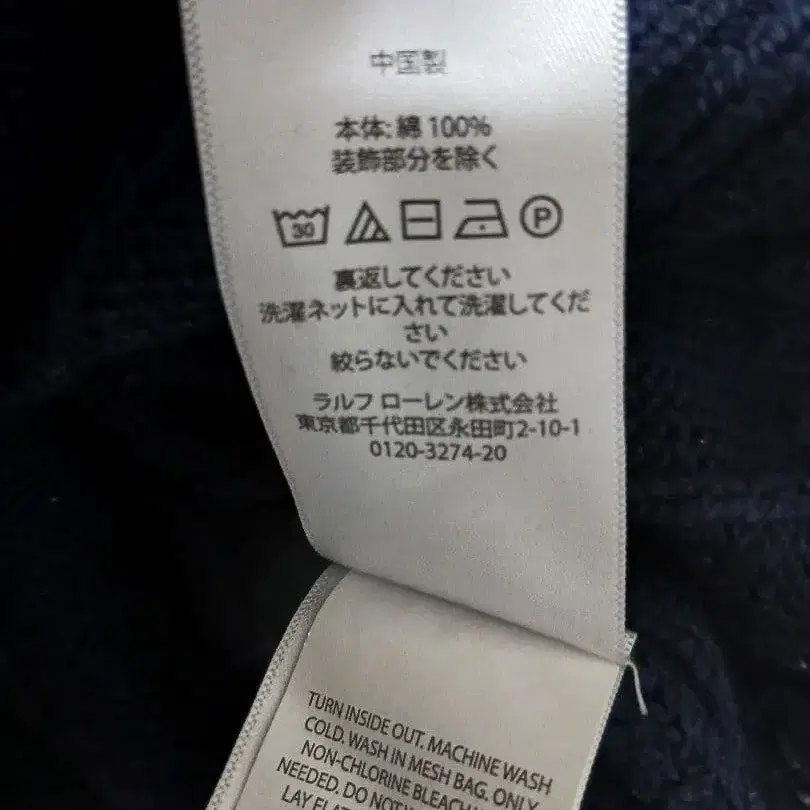 中国製
本体: 綿 100%
装飾部分を除く
30
P
裏返してください
洗濯ネットに入れて洗濯してくだ
さい
絞らないでください
ラルフ ローレン株式会社
東京都千代田区永田町2-10-1
0120-3274-20
TURN INSIDE OUT. MACHINE WASH
COLD. WASH IN MESH BAG. ONLY
NON-CHLORINE BLEACH
NEEDED. DO NOT
LAY FLAT